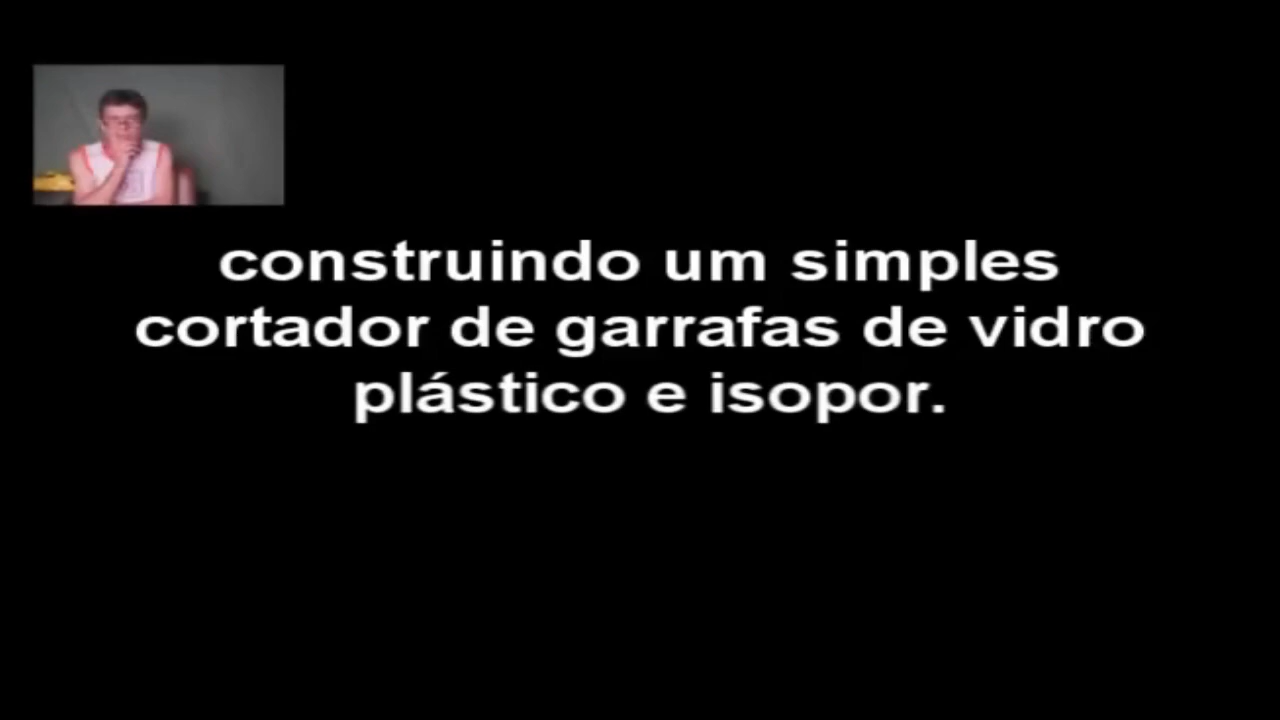 construindo um simples
cortador de garrafas de vidro
plástico e isopor.